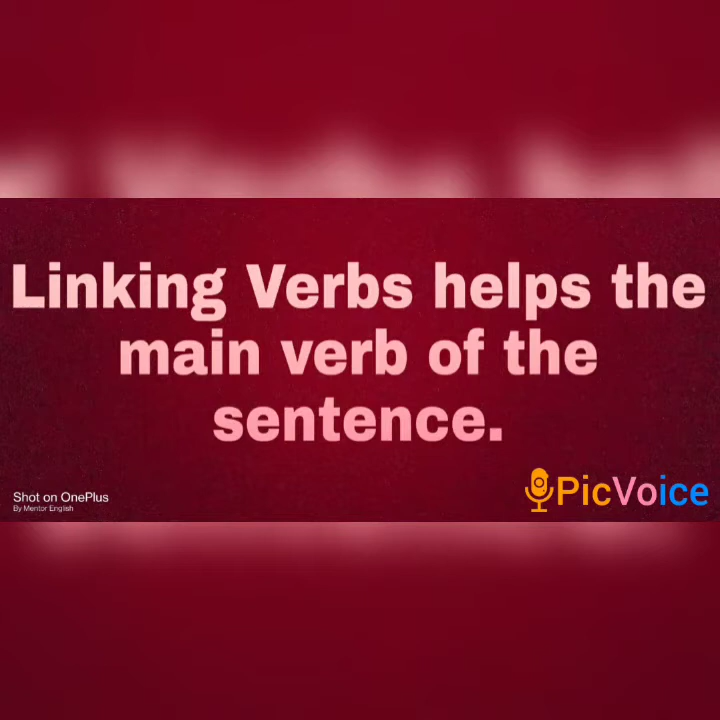 Linking Verbs helps the
main verb of the
sentence.
Shot on OnePlus
By Mentor English
PicVoice